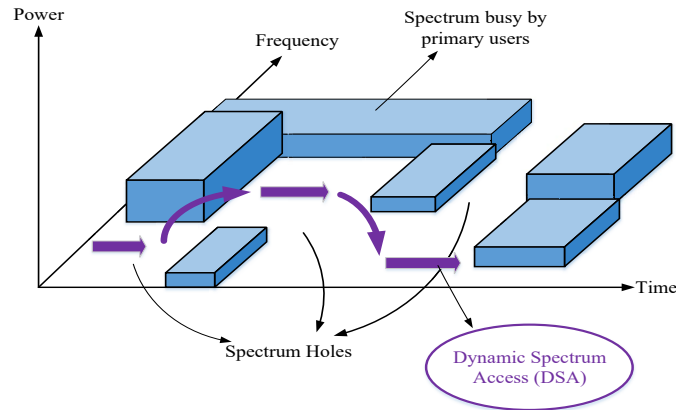 Power
Spectrum busy by
primary users
Frequency
Time
Spectrum Holes
Dynamic Spectrum
Access (DSA)